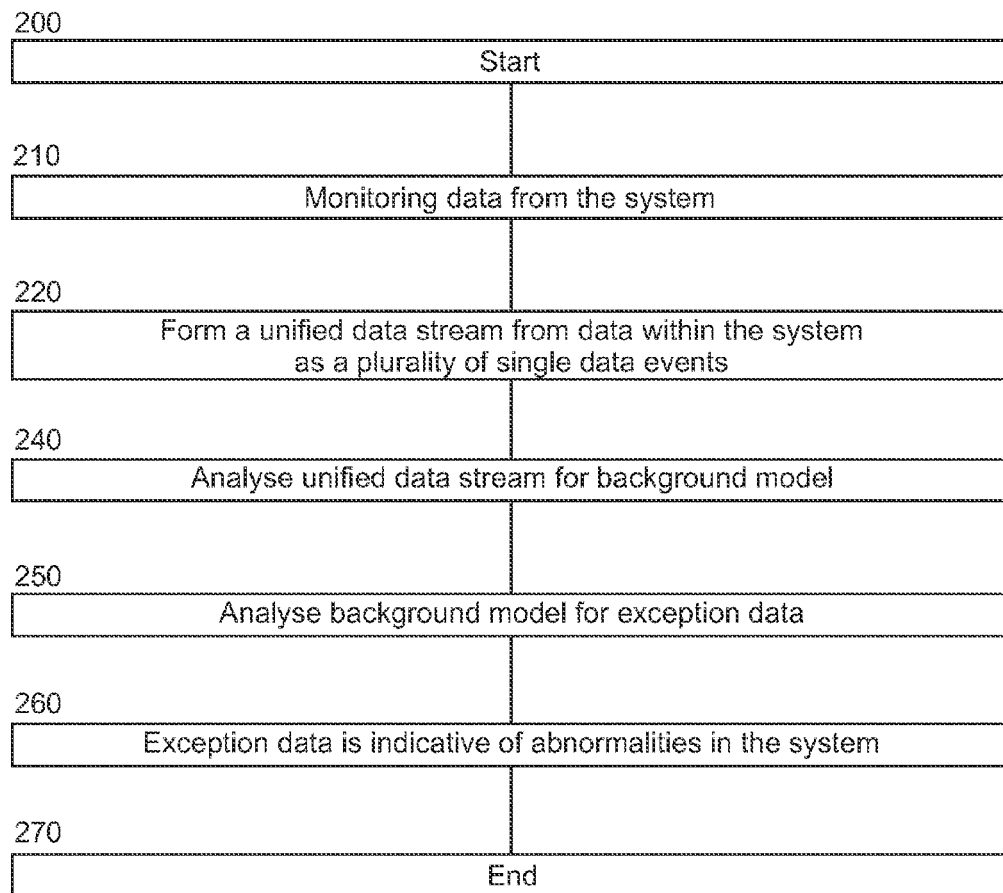 200
Start
210
Monitoring data from the system
220
Form a unified data stream from data within the system
as a plurality of single data events
240
Analyse unified data stream for background model
250
Analyse background model for exception data
260
Exception data is indicative of abnormalities in the system
270
End